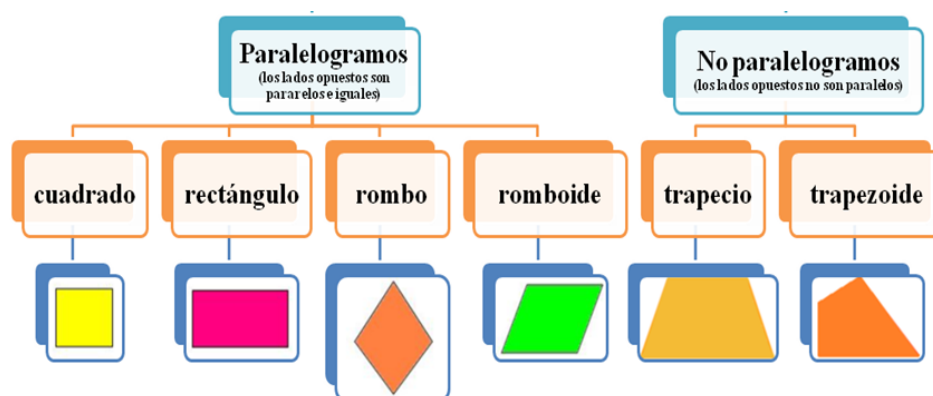 Paralelogramos
(los lados opuestos son
pararelos e iguales)
No paralelogramos
(los lados opuestos no son paralelos)
cuadrado
rectángulo
rombo
romboide
trapecio
trapezoide